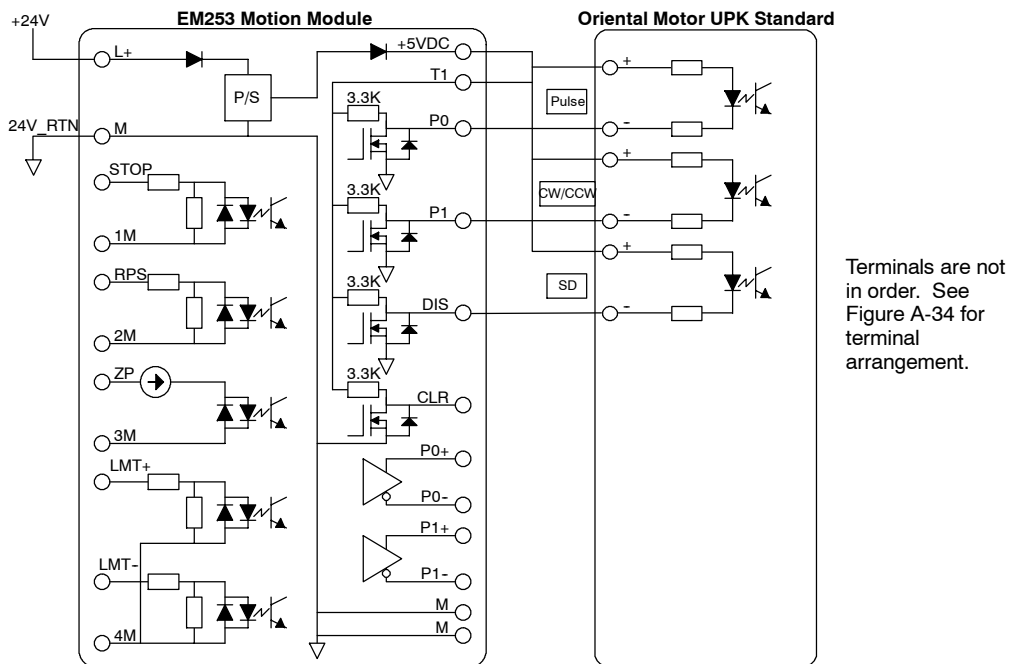 EM253 Motion Module
Oriental Motor UPK Standard
+24V
L+
+5VDC
T1
P/S
3.3K
P0
24V_RTN
M
STOP
1M
3.3K
P1
RPS
2M
3.3K
DIS
ZP
3M
3.3K
CLR
LMT+
P0+
P0-
P1+
P1-
LMT-
4M
M
M
+
Pulse
-
+
CW/CCW
-
+
SD
-
Terminals are not
in order. See
Figure A-34 for
terminal
arrangement.